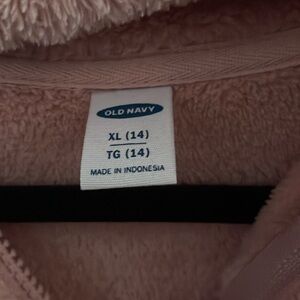 OLD NAVY
XL (14)
TG (14)
MADE IN INDONESIA